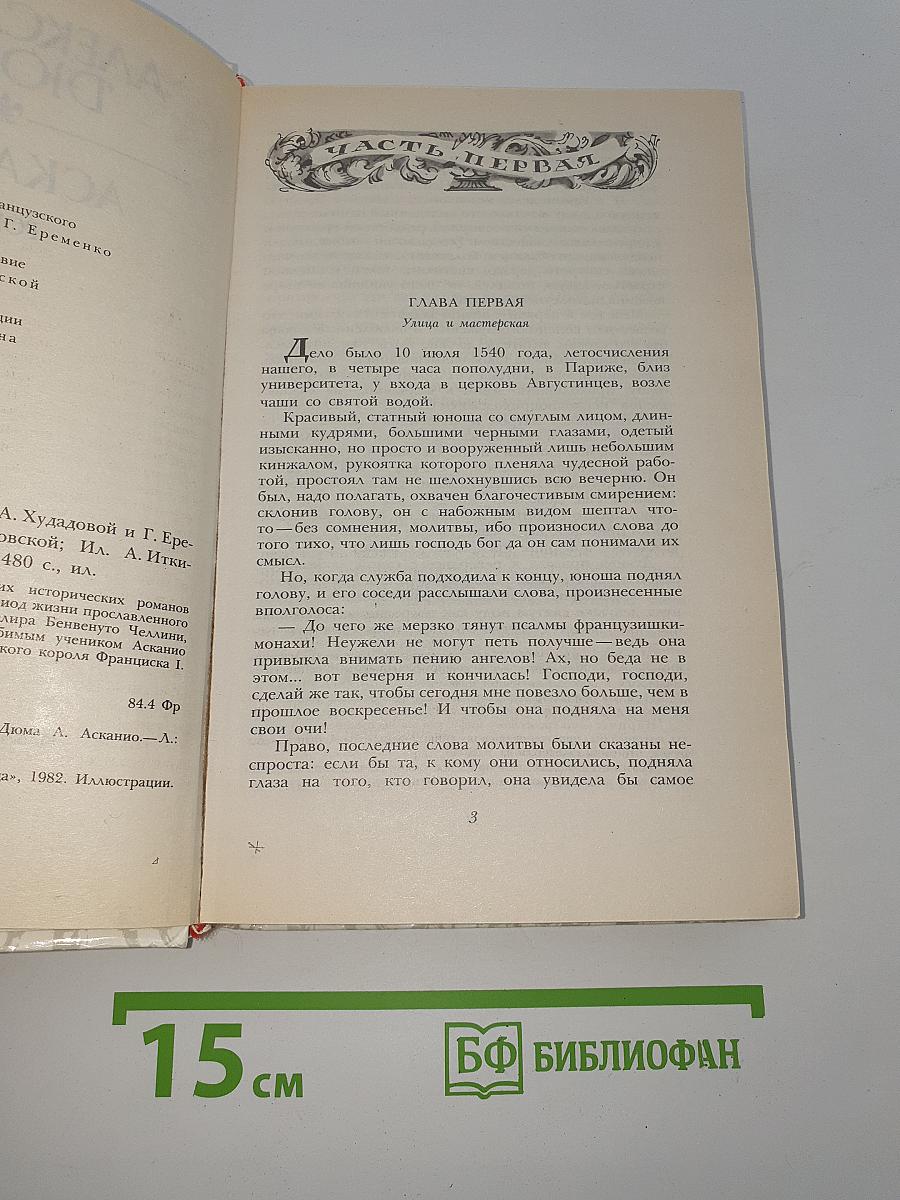 анцузского
Г. Еременко
вие
ской
ции
на
А. Худадовой и Г. Ере-
овской; Ил. А. Итки-
480 с., ил.
их исторических романов
риод жизни прославленного
лира Бенвенуто Челлини,
бимым учеником Асканио
ского короля Франциска I.
84.4 Фр
Дюма А. Асканио.—Л.:
да», 1982. Иллюстрации.
ЧАСТЬ ПЕРВАЯ
ГЛАВА ПЕРВАЯ
Улица и мастерская
Дело было 10 июля 1540 года, летосчисления
нашего, в четыре часа пополудни, в Париже, близ
университета, у входа в церковь Августинцев, возле
чаши со святой водой.
Красивый, статный юноша со смуглым лицом, длин-
ными кудрями, большими черными глазами, одетый
изысканно, но просто и вооруженный лишь небольшим
кинжалом, рукоятка которого пленяла чудесной рабо-
той, простоял там не шелохнувшись всю вечерню. Он
был, надо полагать, охвачен благочестивым смирением:
склонив голову, он с набожным видом шептал что-
то—без сомнения, молитвы, ибо произносил слова до
того тихо, что лишь господь бог да он сам понимали их
смысл.
Но, когда служба подходила к концу, юноша поднял
голову, и его соседи расслышали слова, произнесенные
вполголоса:
— До чего же мерзко тянут псалмы французишки-
монахи! Неужели не могут петь получше—ведь она
привыкла внимать пению ангелов! Ах, но беда не в
этом... вот вечерня и кончилась! Господи, господи,
сделай же так, чтобы сегодня мне повезло больше, чем в
прошлое воскресенье! И чтобы она подняла на меня
свои очи!
Право, последние слова молитвы были сказаны не-
спроста: если бы та, к кому они относились, подняла
глаза на того, кто говорил, она увидела бы самое
3
15 см
БФ БИБЛИОФАН